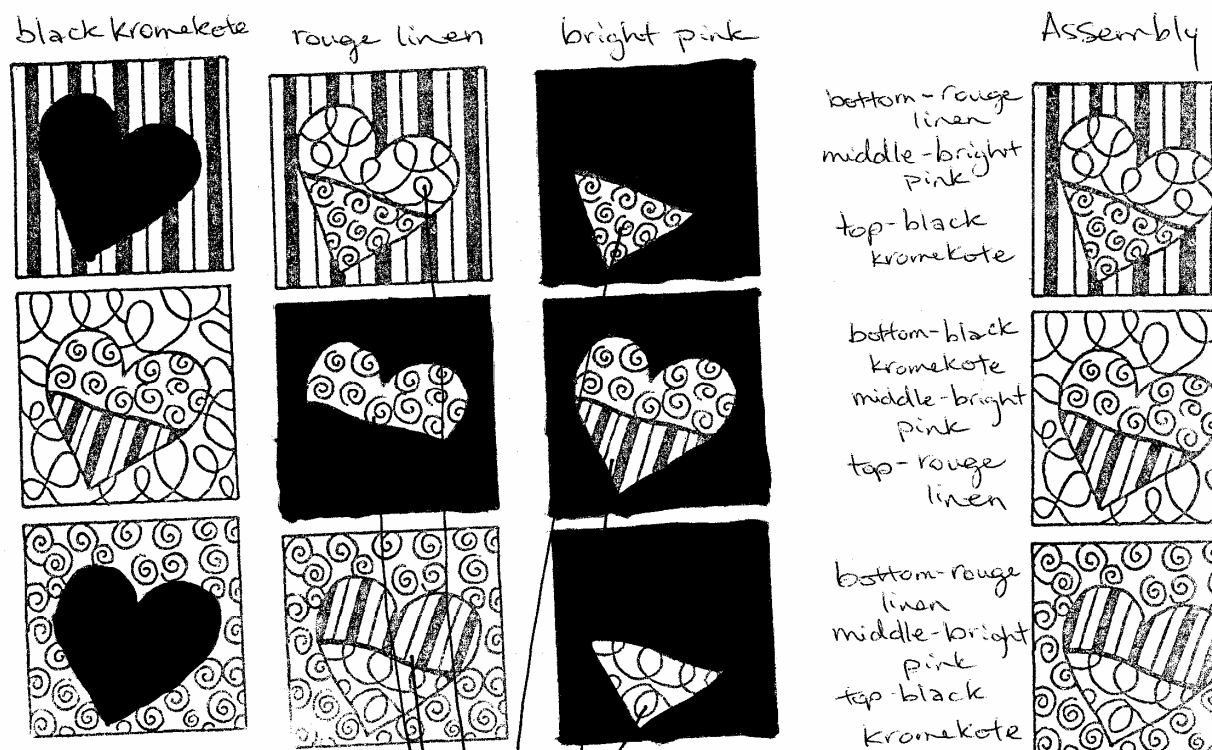 black kromekote
rouge linen
bright pink
Assembly
bottom-rouge
linen
middle-bright
pink
top-black
kromekote
bottom-black
kromekote
middle-bright
pink
top-rouge
linen
bottom-rouge
linen
middle-bright
pink
top-black
kromekote